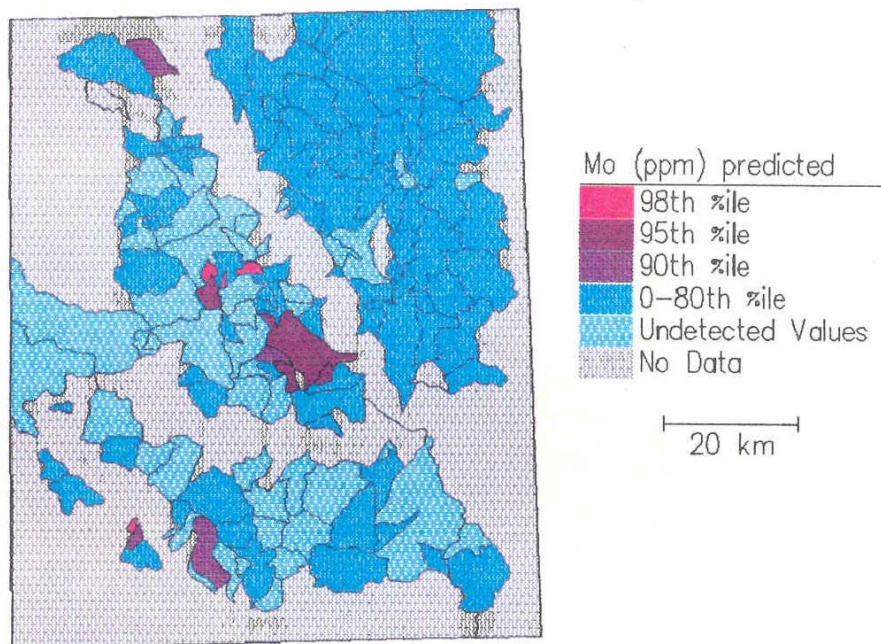 Mo (ppm) predicted
98th %ile
95th %ile
90th %ile
0-80th %ile
Undetected Values
No Data
20 km